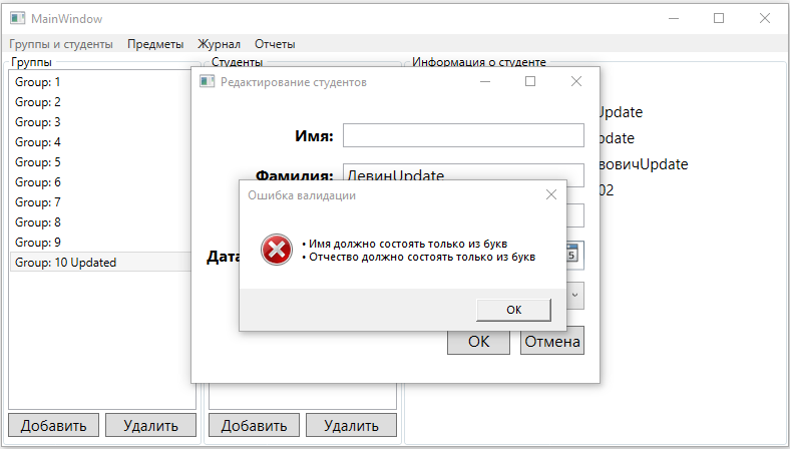 MainWindow
Группы и студенты Предметы Журнал Отчеты
Группы
Студенты
Информация о студенте
Group: 1
Group: 2
Group: 3
Group: 4
Group: 5
Group: 6
Group: 7
Group: 8
Group: 9
Group: 10 Updated
Добавить Удалить
Добавить Удалить
Редактирование студентов
Имя:
Фамилия: ЛевинUpdate
Дата
ОК Отмена
Ошибка валидации
• Имя должно состоять только из букв
• Отчество должно состоять только из букв
ОК
Update
pdate
вовичUpdate
02